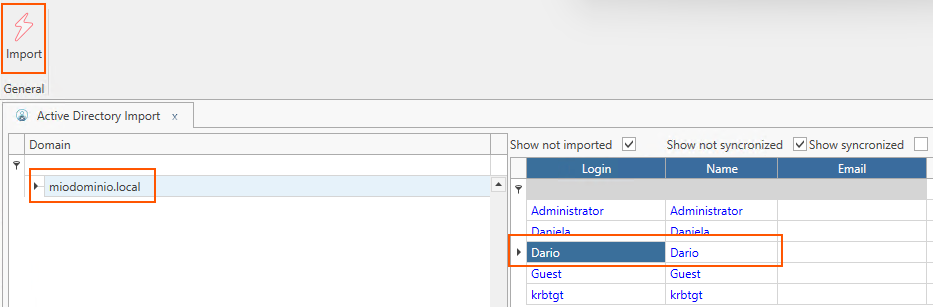 Import
General
Active Directory Import x
Domain
miodominio.local
Show not imported Show not syncronized Show syncronized
Login Name Email
Administrator Administrator
Daniela Daniela
Dario Dario
Guest Guest
krbtgt krbtgt